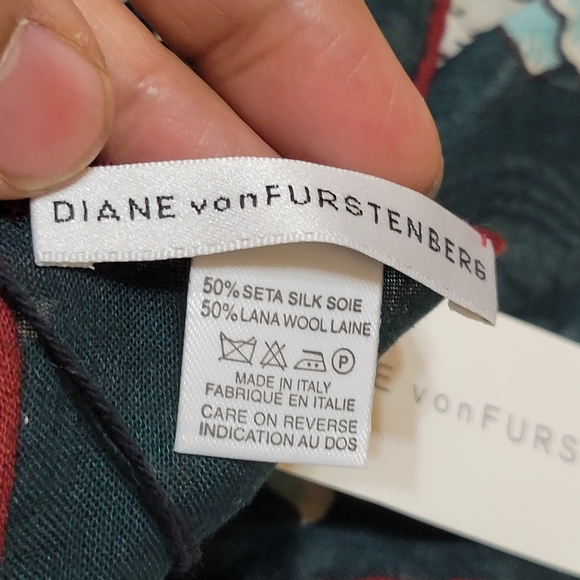 DIANE vonFURSTENBERG
50% SETA SILK SOIE
50% LANA WOOL LAINE
P
MADE IN ITALY
FABRIQUÉ EN ITALIE
CARE ON REVERSE
INDICATION AU DOS
E vonFURS